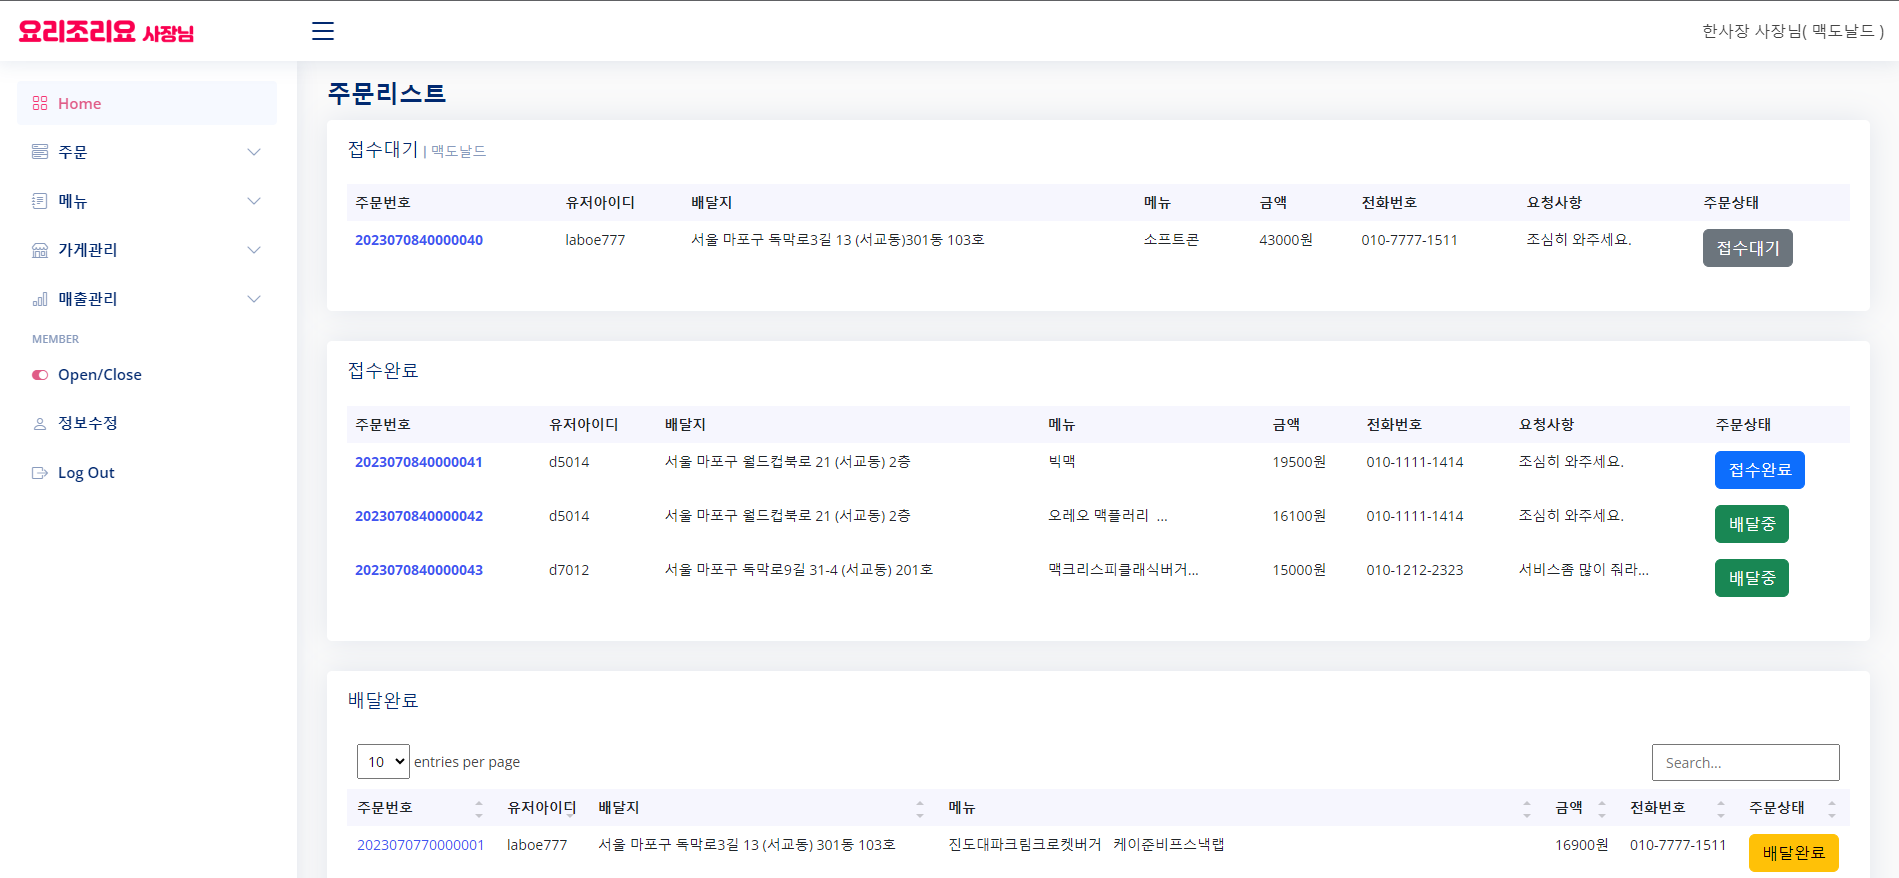 요리조리요 사장님
한사장 사장님( 맥도날드 )
Home
주문
메뉴
가게관리
매출관리
MEMBER
Open/Close
정보수정
Log Out
주문리스트
접수대기 | 맥도날드
주문번호 유저아이디 배달지 메뉴 금액 전화번호 요청사항 주문상태
2023070840000040 laboe777 서울 마포구 독막로3길 13 (서교동)301동 103호 소프트콘 43000원 010-7777-1511 조심히 와주세요. 접수대기
접수완료
주문번호 유저아이디 배달지 메뉴 금액 전화번호 요청사항 주문상태
2023070840000041 d5014 서울 마포구 월드컵북로 21 (서교동) 2층 빅맥 19500원 010-1111-1414 조심히 와주세요. 접수완료
2023070840000042 d5014 서울 마포구 월드컵북로 21 (서교동) 2층 오레오 맥플러리 ... 16100원 010-1111-1414 조심히 와주세요. 배달중
2023070840000043 d7012 서울 마포구 독막로9길 31-4 (서교동) 201호 맥크리스피클래식버거... 15000원 010-1212-2323 서비스좀 많이 줘라... 배달중
배달완료
10 entries per page
Search...
주문번호 유저아이디 배달지 메뉴 금액 전화번호 주문상태
2023070770000001 laboe777 서울 마포구 독막로3길 13 (서교동) 301동 103호 진도대파크림크로켓버거 케이준비프스낵랩 16900원 010-7777-1511 배달완료